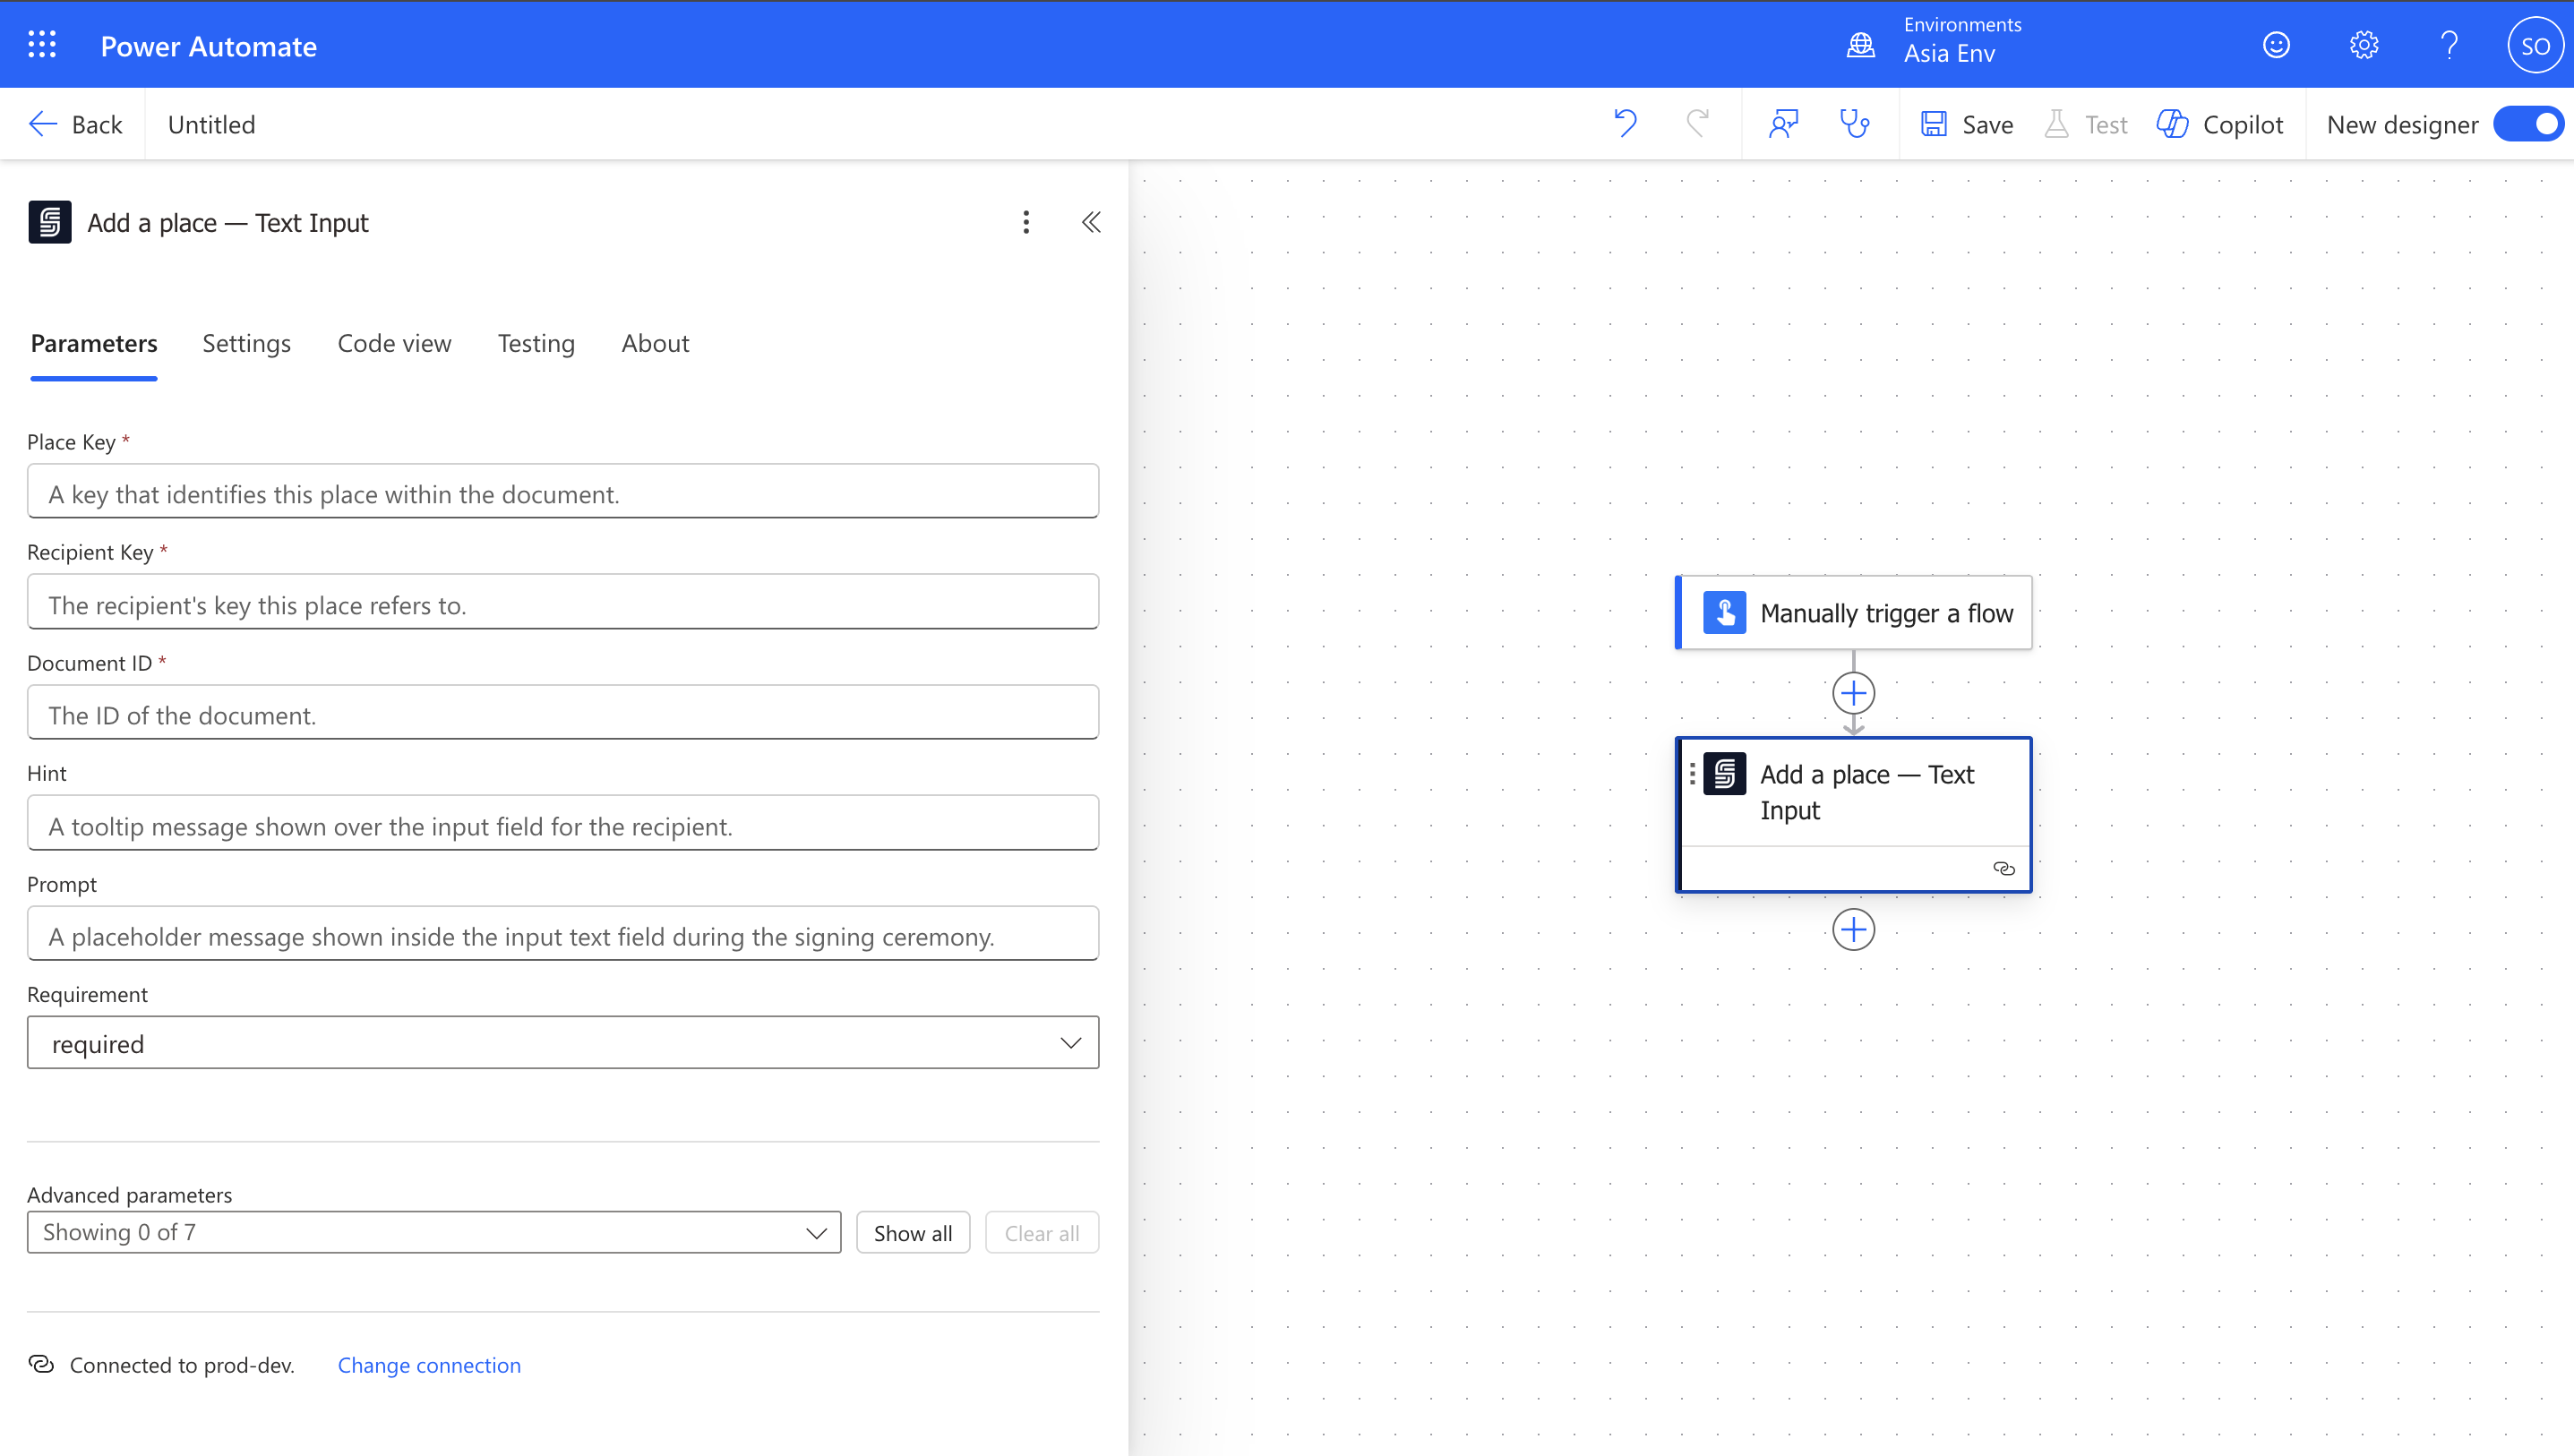 Power Automate
Environments
Asia Env
SO
Back
Untitled
Save
Test
Copilot
New designer
Add a place — Text Input
Parameters
Settings
Code view
Testing
About
Place Key *
A key that identifies this place within the document.
Recipient Key *
The recipient's key this place refers to.
Document ID *
The ID of the document.
Hint
A tooltip message shown over the input field for the recipient.
Prompt
A placeholder message shown inside the input text field during the signing ceremony.
Requirement
required
Advanced parameters
Showing 0 of 7
Show all
Clear all
Connected to prod-dev.
Change connection
Manually trigger a flow
Add a place — Text
Input